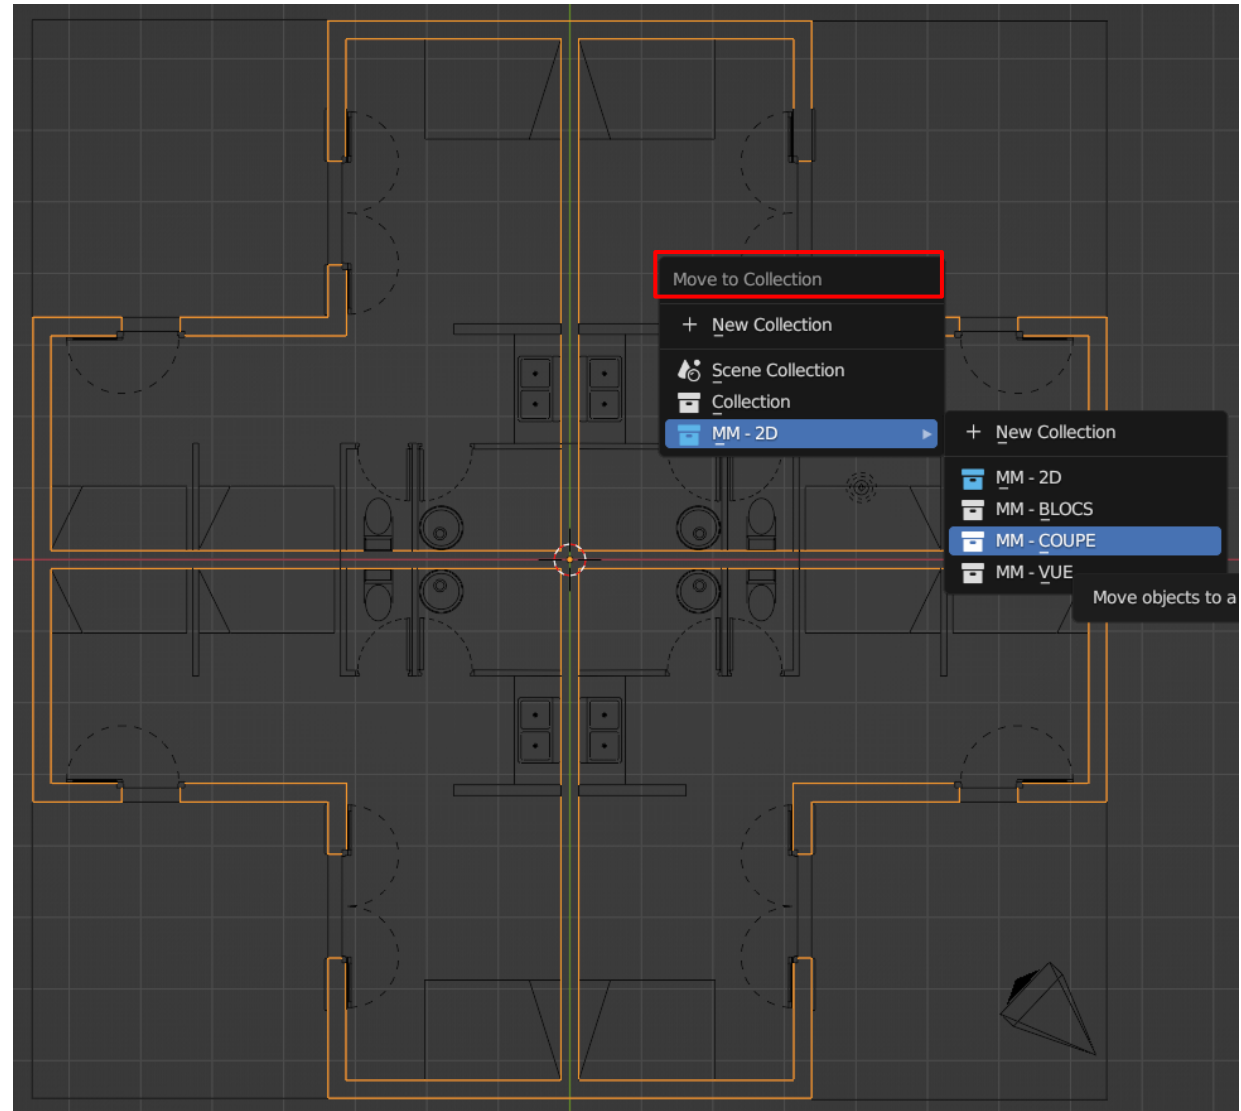 Move to Collection
+ New Collection
Scene Collection
Collection
MM - 2D
+ New Collection
MM - 2D
MM - BLOCS
MM - COUPE
MM - VUE
Move objects to a